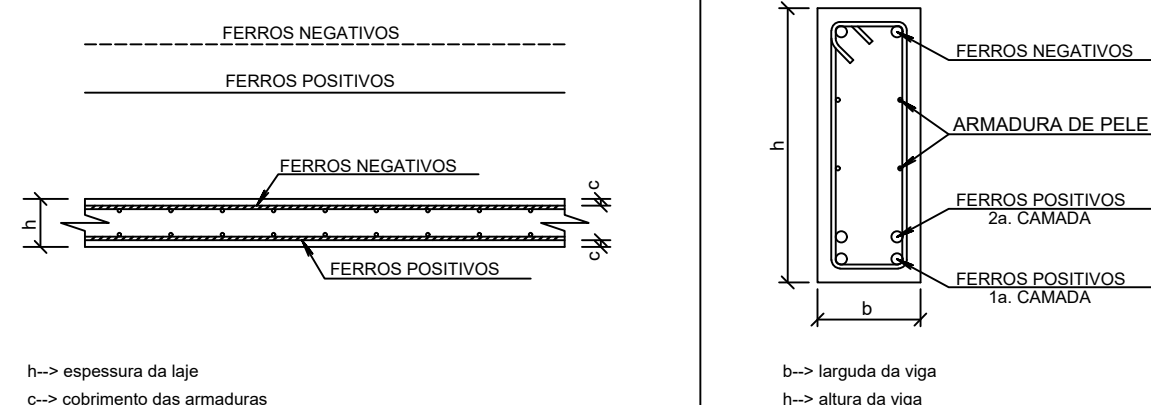 FERROS NEGATIVOS
FERROS POSITIVOS
FERROS NEGATIVOS
c
h
c
FERROS POSITIVOS
h--> espessura da laje
c--> cobrimento das armaduras
FERROS NEGATIVOS
ARMADURA DE PELE
h
FERROS POSITIVOS
2a. CAMADA
FERROS POSITIVOS
1a. CAMADA
b
b--> larguda da viga
h--> altura da viga